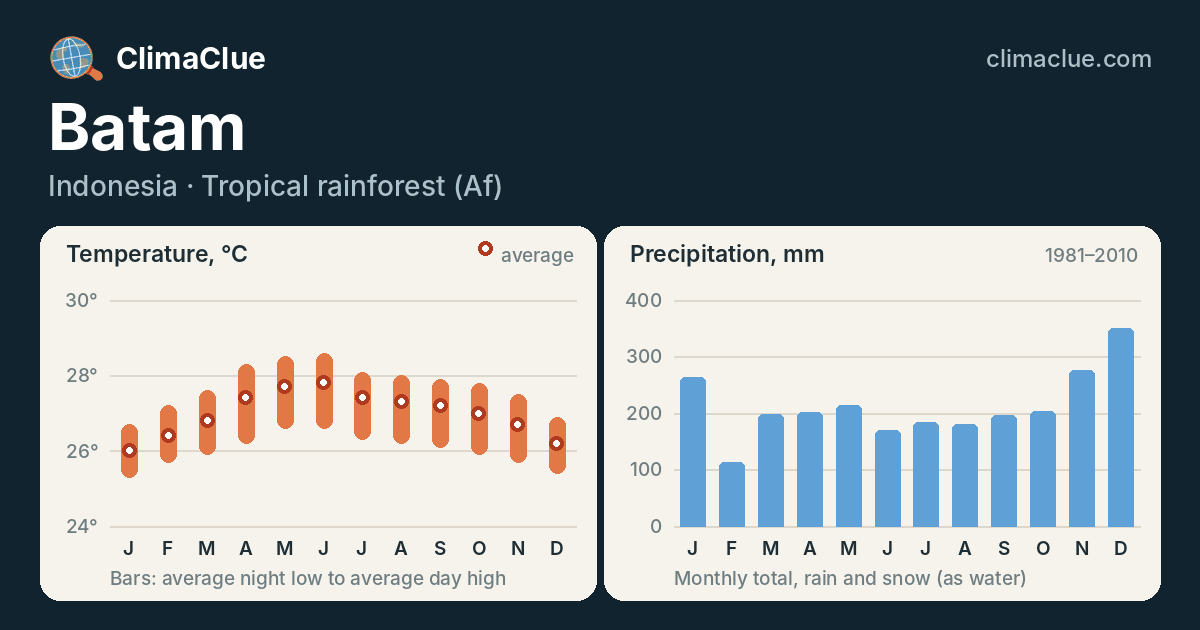 ClimaClue
climaclue.com
Batam
Indonesia · Tropical rainforest (Af)
Temperature, °C
average
30°
28°
26°
24°
J F M A M J J A S O N D
Bars: average night low to average day high
Precipitation, mm
1981–2010
400
300
200
100
0
J F M A M J J A S O N D
Monthly total, rain and snow (as water)